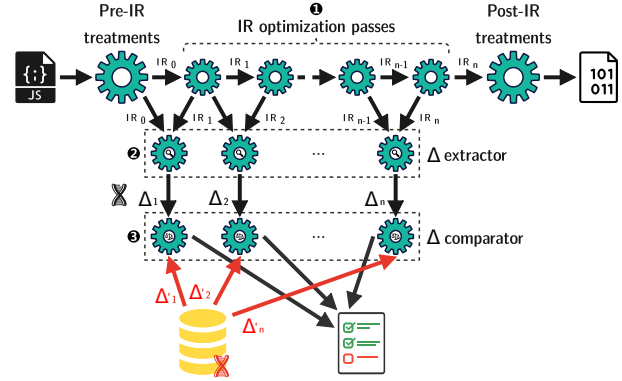 ❶
Pre-IR
treatments
IR optimization passes
Post-IR
treatments
{;}
JS
IR 0
IR 1
IR n-1
IR n
101
011
IR 0
IR 1
IR 2
IR n-1
IR n
❷
...
Δ extractor
Δ1
Δ2
Δn
❸
...
Δ comparator
Δ'1
Δ'2
Δ'n